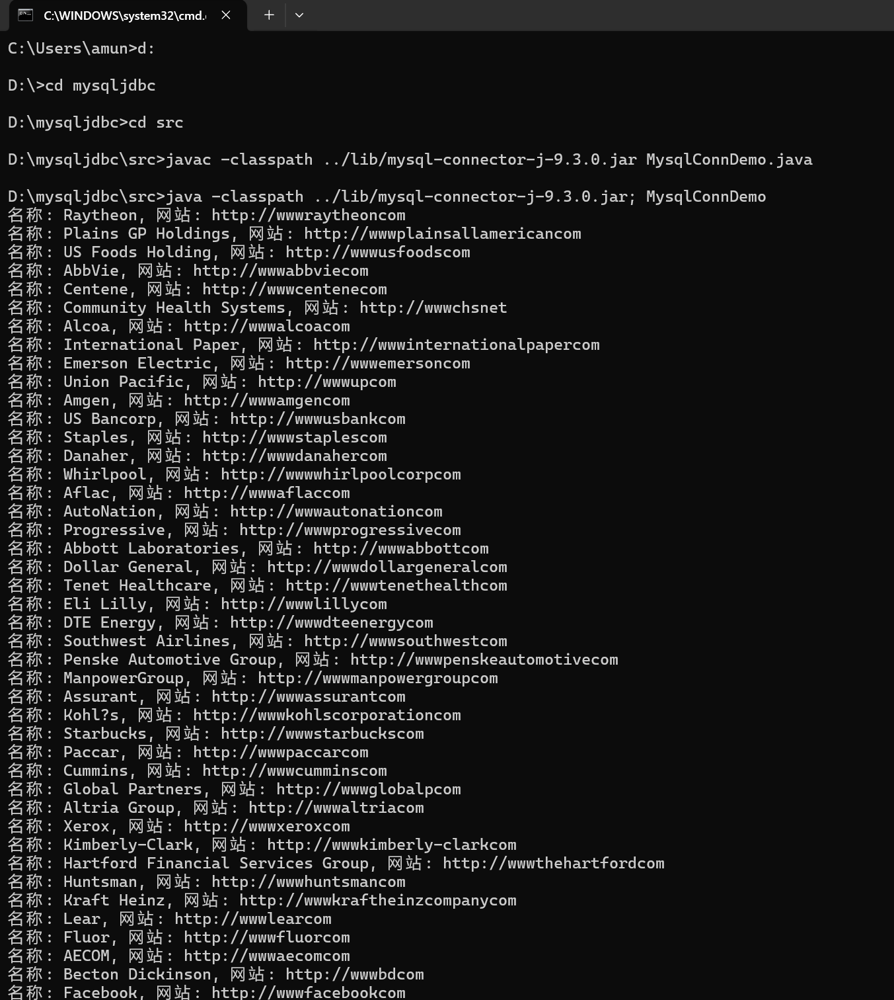 C:\WINDOWS\system32\cmd.
C:\Users\amun>d:
D:\>cd mysqljdbc
D:\mysqljdbc>cd src
D:\mysqljdbc\src>javac -classpath ../lib/mysql-connector-j-9.3.0.jar MysqlConnDemo.java
D:\mysqljdbc\src>java -classpath ../lib/mysql-connector-j-9.3.0.jar; MysqlConnDemo
名称: Raytheon, 网站: http://wwwraytheoncom
名称: Plains GP Holdings, 网站: http://wwwplainsallamericancom
名称: US Foods Holding, 网站: http://wwwusfoodscom
名称: AbbVie, 网站: http://wwwabbviecom
名称: Centene, 网站: http://wwwcentenecom
名称: Community Health Systems, 网站: http://wwwchsnet
名称: Alcoa, 网站: http://wwwalcoacom
名称: International Paper, 网站: http://wwwinternationalpapercom
名称: Emerson Electric, 网站: http://wwwemersoncom
名称: Union Pacific, 网站: http://wwwupcom
名称: Amgen, 网站: http://wwwamgencom
名称: US Bancorp, 网站: http://wwwusbankcom
名称: Staples, 网站: http://wwwstaplescom
名称: Danaher, 网站: http://wwwdanahercom
名称: Whirlpool, 网站: http://wwwwhirlpoolcorpcom
名称: Aflac, 网站: http://wwwaflaccom
名称: AutoNation, 网站: http://wwwautonationcom
名称: Progressive, 网站: http://wwwprogressivecom
名称: Abbott Laboratories, 网站: http://wwwabbottcom
名称: Dollar General, 网站: http://wwwdollargeneralcom
名称: Tenet Healthcare, 网站: http://wwwtenethealthcom
名称: Eli Lilly, 网站: http://wwwlillycom
名称: DTE Energy, 网站: http://wwwdteenergycom
名称: Southwest Airlines, 网站: http://wwwsouthwestcom
名称: Penske Automotive Group, 网站: http://wwwpenskeautomotivecom
名称: ManpowerGroup, 网站: http://wwwmanpowergroupcom
名称: Assurant, 网站: http://wwwassurantcom
名称: Kohl?s, 网站: http://wwwkohlscorporationcom
名称: Starbucks, 网站: http://wwwstarbuckscom
名称: Paccar, 网站: http://wwwpaccarcom
名称: Cummins, 网站: http://wwwcumminscom
名称: Global Partners, 网站: http://wwwglobalpcom
名称: Altria Group, 网站: http://wwwaltriacom
名称: Xerox, 网站: http://wwwxeroxcom
名称: Kimberly-Clark, 网站: http://wwwkimberly-clarkcom
名称: Hartford Financial Services Group, 网站: http://wwwthehartfordcom
名称: Huntsman, 网站: http://wwwhuntsmancom
名称: Kraft Heinz, 网站: http://wwwkraftheinzcompanycom
名称: Lear, 网站: http://wwwlearcom
名称: Fluor, 网站: http://wwwfluorcom
名称: AECOM, 网站: http://wwwaecomcom
名称: Becton Dickinson, 网站: http://wwwbdcom
名称: Facebook, 网站: http://wwwfacebookcom